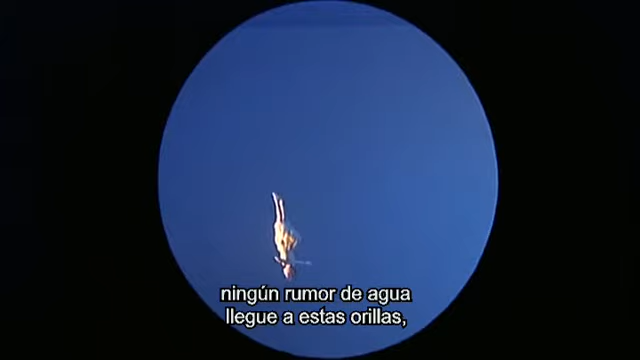 ningún rumor de agua
llegue a estas orillas,